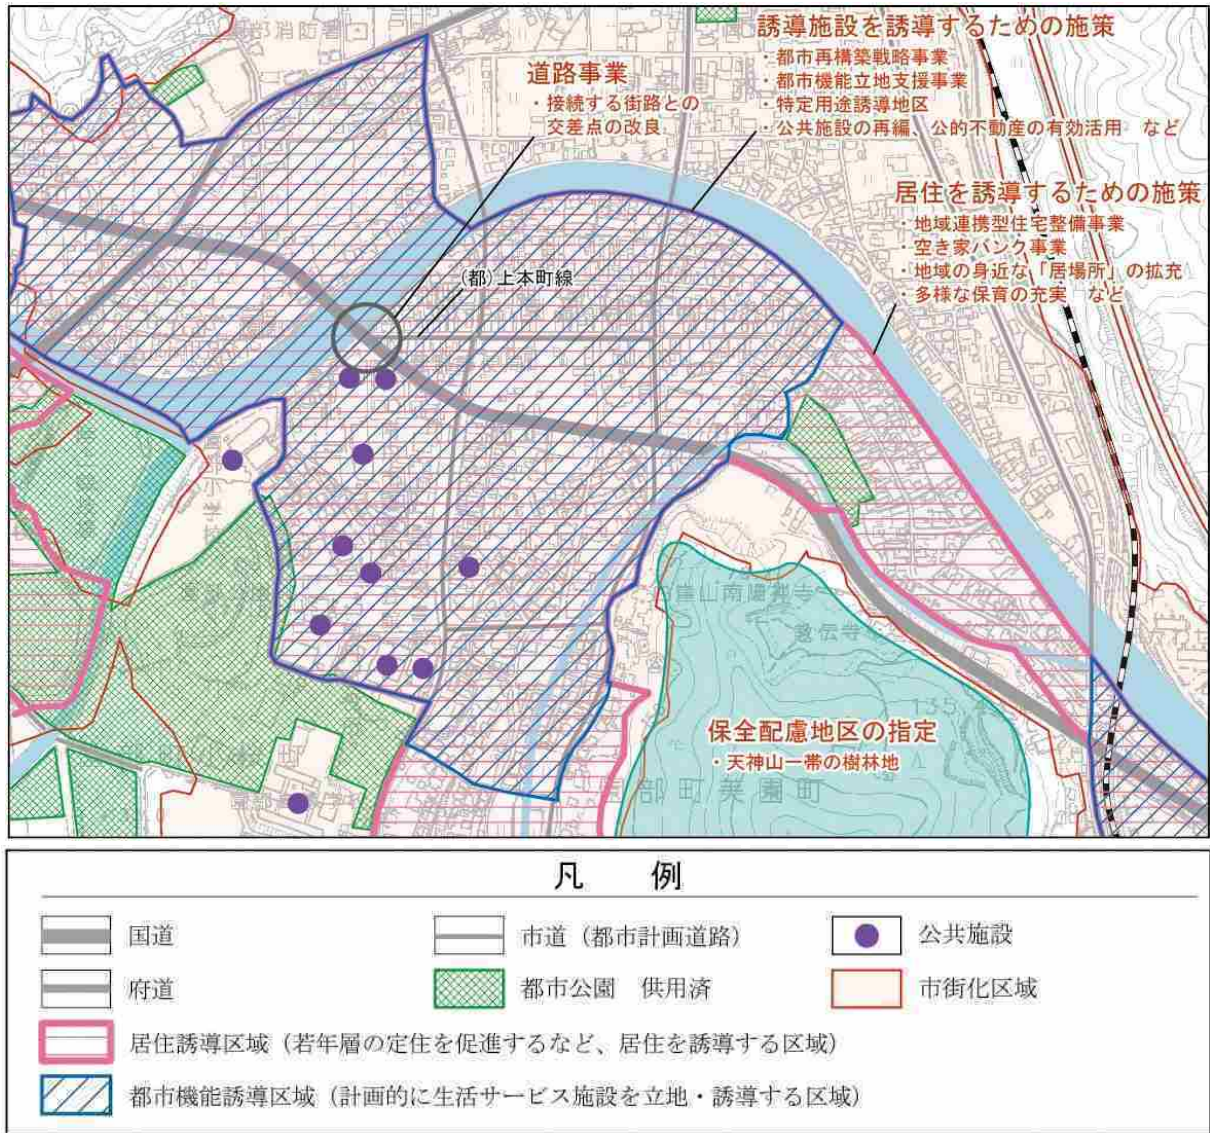 誘導施設を誘導するための施策
・都市再構築戦略事業
・都市機能立地支援事業
・特定用途誘導地区
・公共施設の再編、公的不動産の有効活用 など
道路事業
・接続する街路との
交差点の改良
居住を誘導するための施策
・地域連携型住宅整備事業
・空き家バンク事業
・地域の身近な「居場所」の拡充
・多様な保育の充実 など
(都)上本町線
保全配慮地区の指定
・天神山一帯の樹林地
部町菜園町
135
凡 例
国道
市道（都市計画道路）
公共施設
府道
都市公園 供用済
市街化区域
居住誘導区域（若年層の定住を促進するなど、居住を誘導する区域）
都市機能誘導区域（計画的に生活サービス施設を立地・誘導する区域）